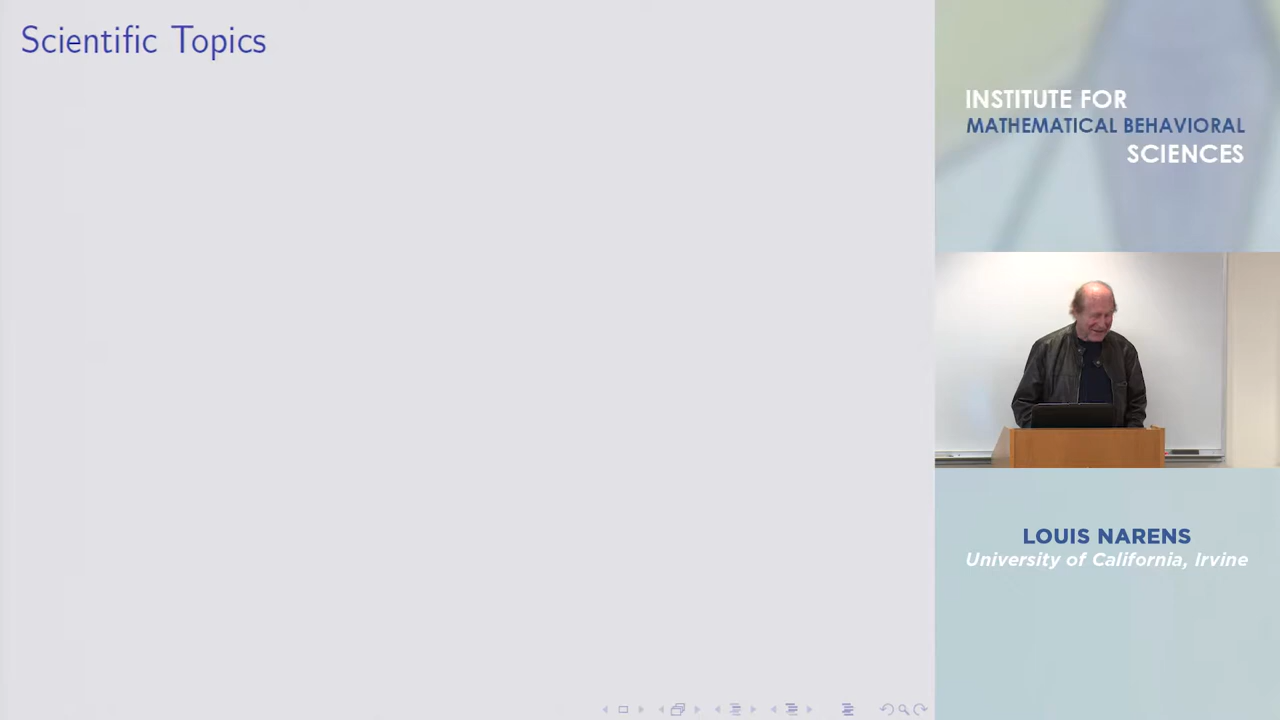 Scientific Topics
INSTITUTE FOR
MATHEMATICAL BEHAVIORAL
SCIENCES
LOUIS NARENS
University of California, Irvine